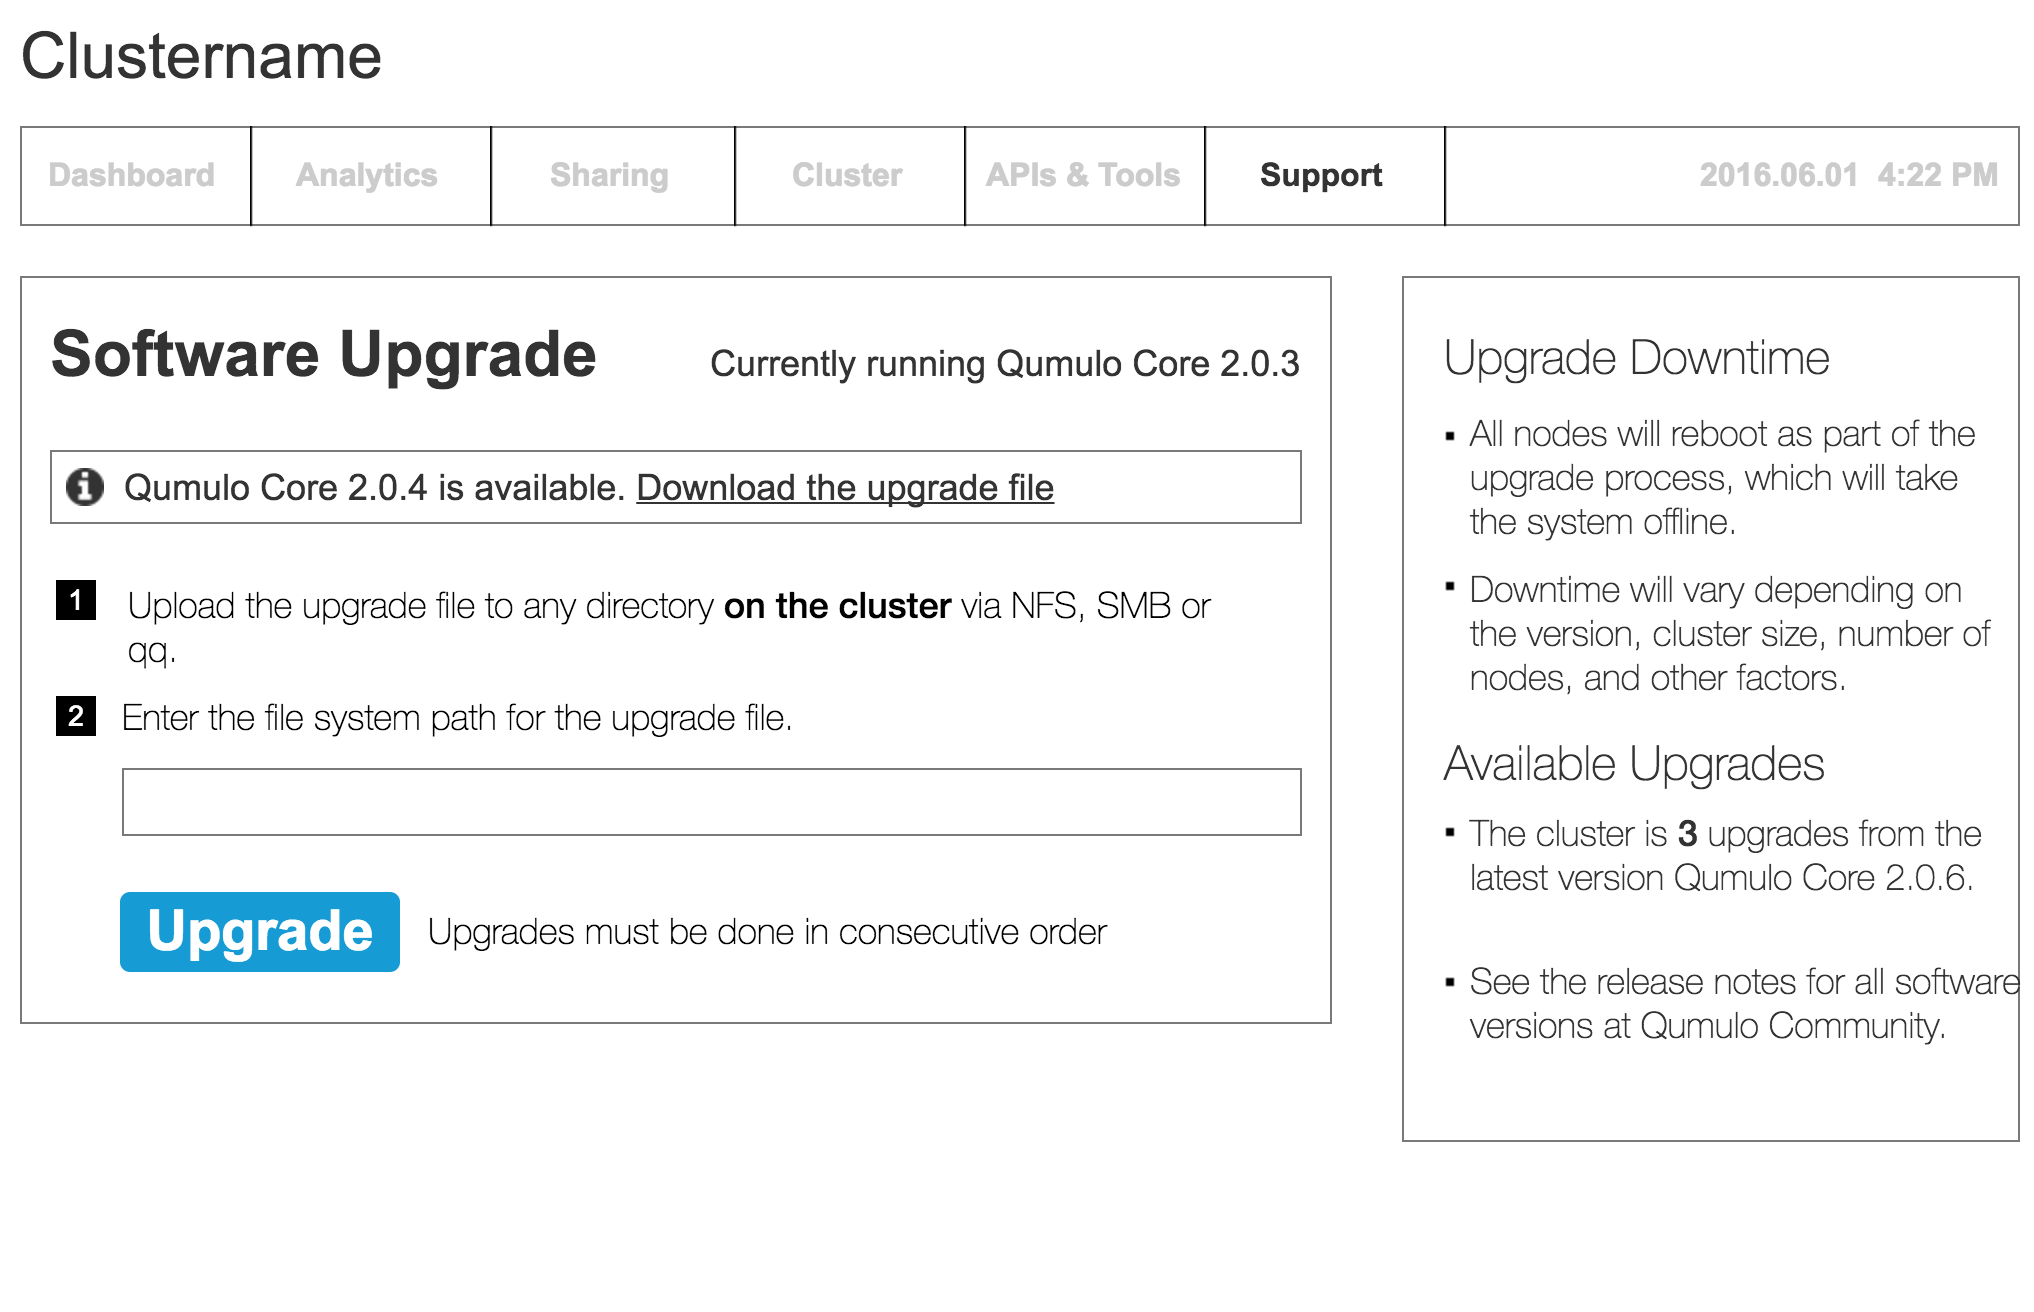 Clustername
Dashboard Analytics Sharing Cluster APIs & Tools Support 2016.06.01 4:22 PM
Software Upgrade Currently running Qumulo Core 2.0.3
Qumulo Core 2.0.4 is available. Download the upgrade file
1 Upload the upgrade file to any directory on the cluster via NFS, SMB or
qq.
2 Enter the file system path for the upgrade file.
Upgrade Upgrades must be done in consecutive order
Upgrade Downtime
▪ All nodes will reboot as part of the
upgrade process, which will take
the system offline.
▪ Downtime will vary depending on
the version, cluster size, number of
nodes, and other factors.
Available Upgrades
▪ The cluster is 3 upgrades from the
latest version Qumulo Core 2.0.6.
▪ See the release notes for all software
versions at Qumulo Community.